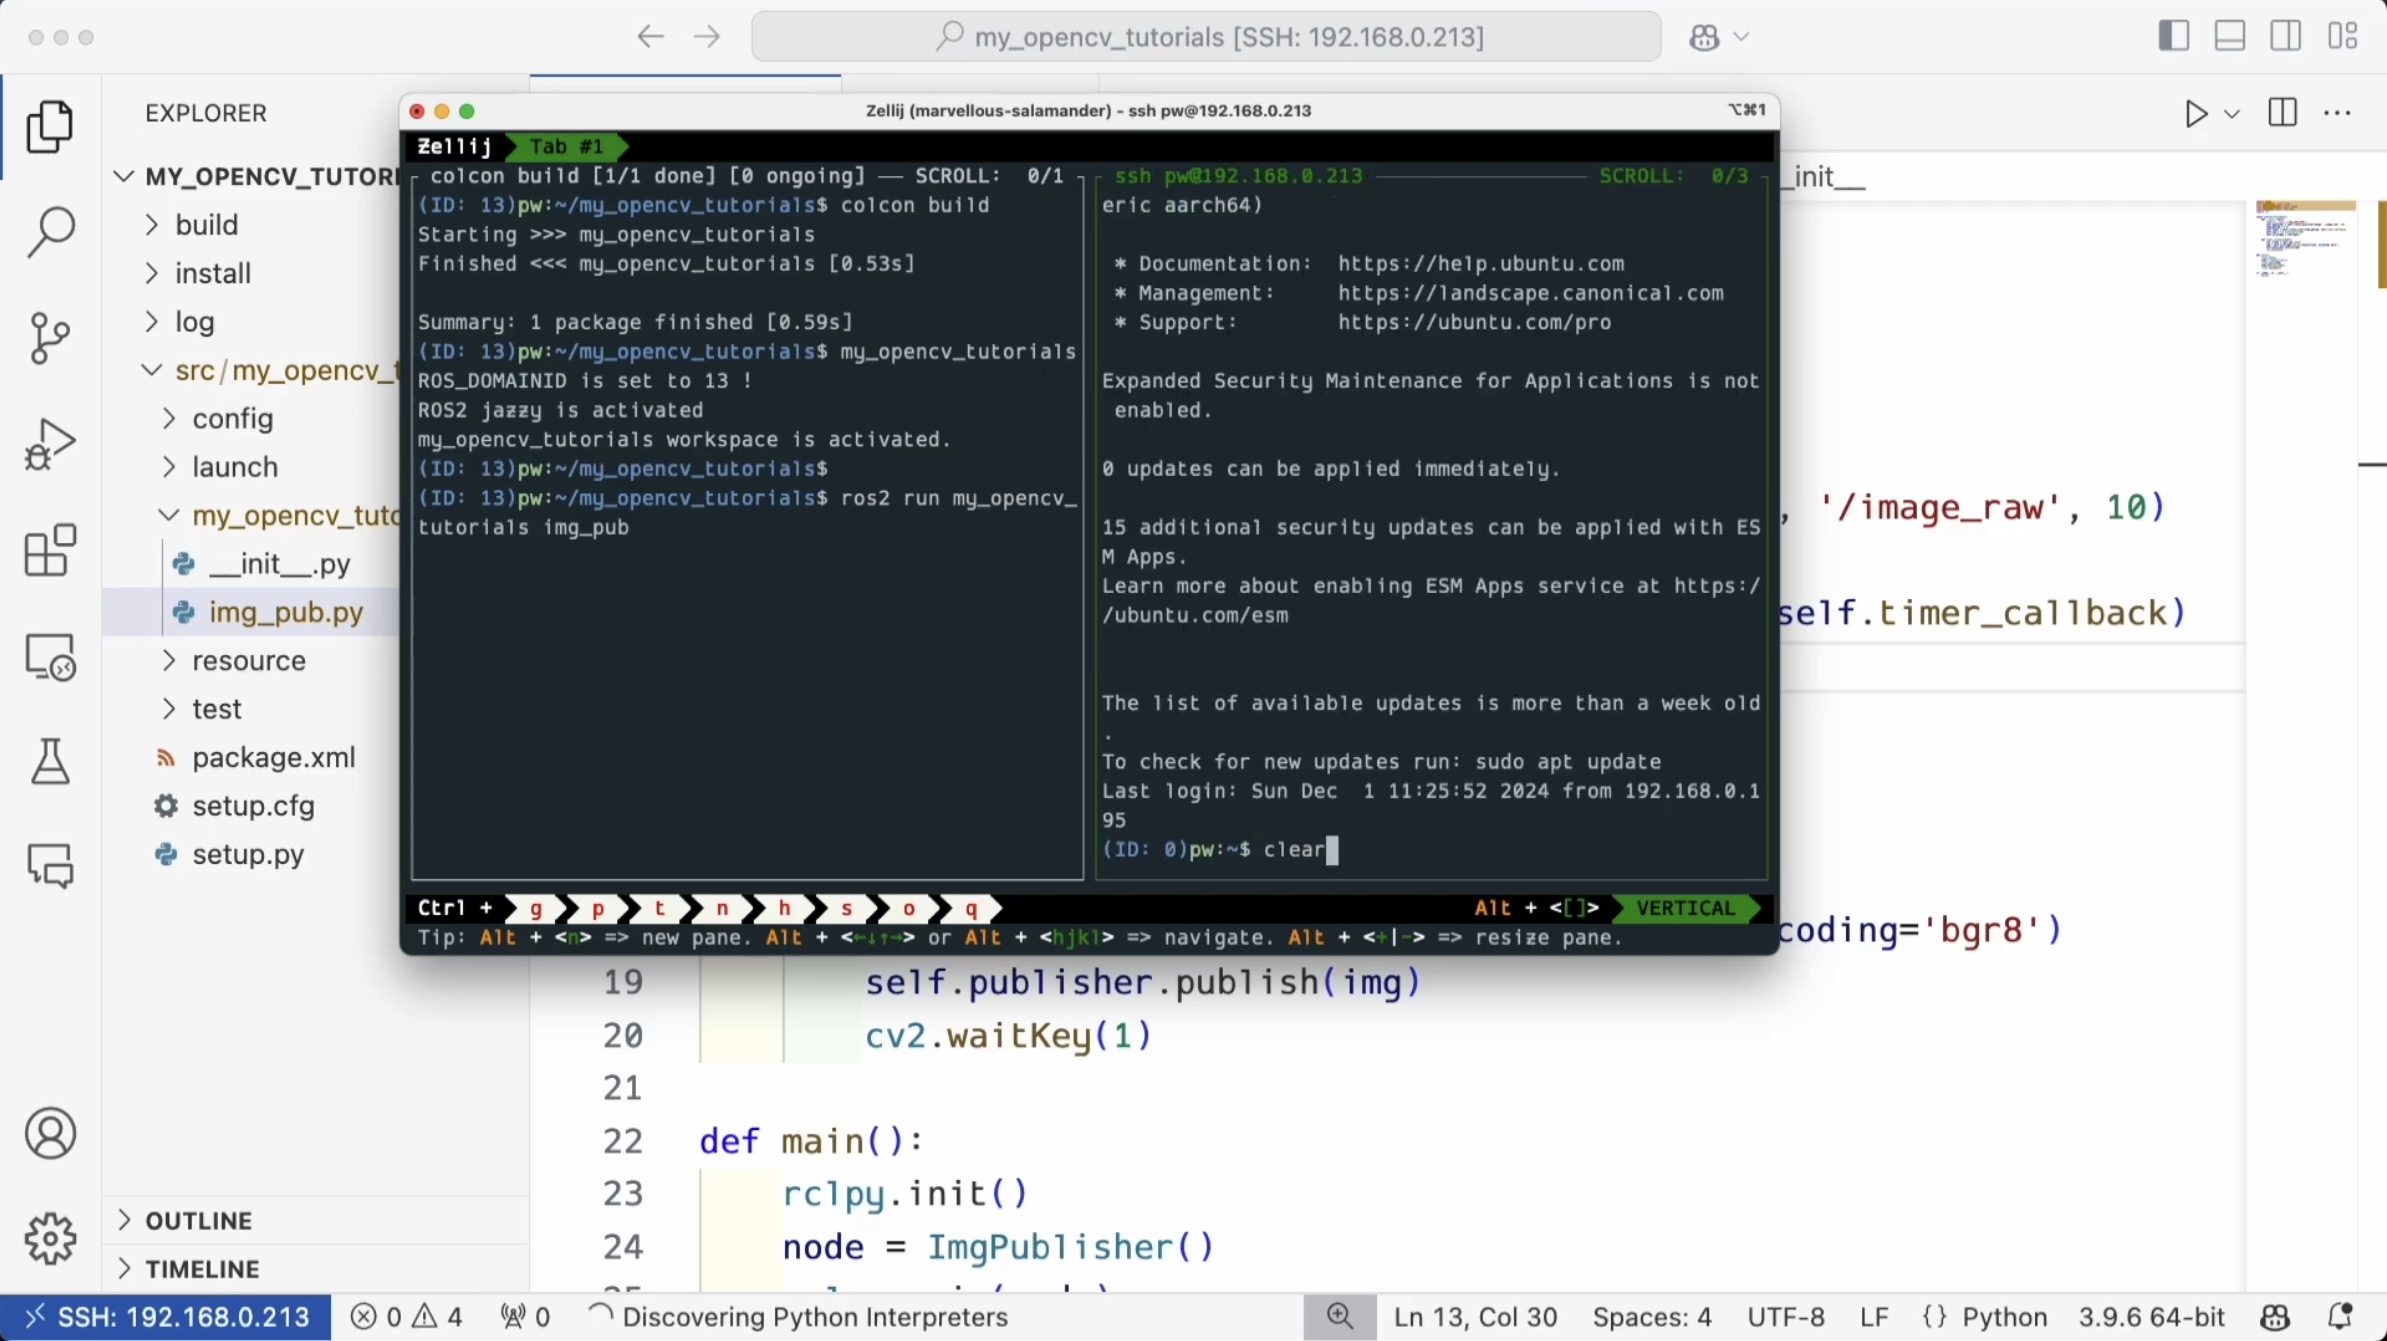 my_opencv_tutorials [SSH: 192.168.0.213]
EXPLORER
MY_OPENCV_TUTORI
build
install
log
src/my_opencv_t
config
launch
my_opencv_tuto
__init__.py
img_pub.py
resource
test
package.xml
setup.cfg
setup.py
OUTLINE
TIMELINE
Zellij (marvellous-salamander) - ssh pw@192.168.0.213
⌥⌘1
Zellij Tab #1
colcon build [1/1 done] [0 ongoing] — SCROLL: 0/1
(ID: 13)pw:~/my_opencv_tutorials$ colcon build
Starting >>> my_opencv_tutorials
Finished <<< my_opencv_tutorials [0.53s]
Summary: 1 package finished [0.59s]
(ID: 13)pw:~/my_opencv_tutorials$ my_opencv_tutorials
ROS_DOMAINID is set to 13 !
ROS2 jazzy is activated
my_opencv_tutorials workspace is activated.
(ID: 13)pw:~/my_opencv_tutorials$
(ID: 13)pw:~/my_opencv_tutorials$ ros2 run my_opencv_
tutorials img_pub
ssh pw@192.168.0.213 SCROLL: 0/3
eric aarch64)
* Documentation: https://help.ubuntu.com
* Management: https://landscape.canonical.com
* Support: https://ubuntu.com/pro
Expanded Security Maintenance for Applications is not
enabled.
0 updates can be applied immediately.
15 additional security updates can be applied with ES
M Apps.
Learn more about enabling ESM Apps service at https:/
/ubuntu.com/esm
The list of available updates is more than a week old
.
To check for new updates run: sudo apt update
Last login: Sun Dec  1 11:25:52 2024 from 192.168.0.1
95
(ID: 0)pw:~$ clear
Ctrl + g p t n h s o q Alt + <[]> VERTICAL
Tip: Alt + <n> => new pane. Alt + <←↓↑→> or Alt + <hjkl> => navigate. Alt + <+|-> => resize pane.
_init__
, '/image_raw', 10)
self.timer_callback)
coding='bgr8')
19 self.publisher.publish(img)
20 cv2.waitKey(1)
21
22 def main():
23 rclpy.init()
24 node = ImgPublisher()
SSH: 192.168.0.213 0 4 0 Discovering Python Interpreters Ln 13, Col 30 Spaces: 4 UTF-8 LF {} Python 3.9.6 64-bit